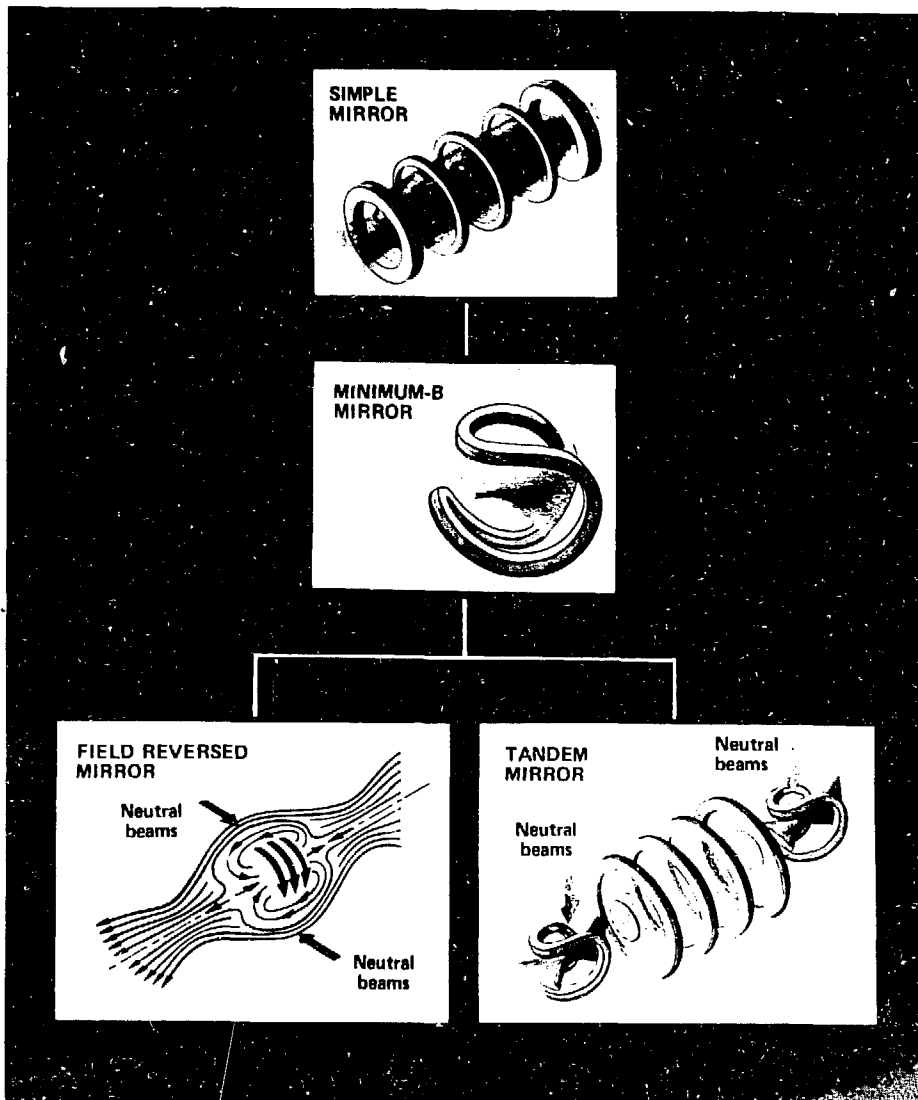 SIMPLE
MIRROR
MINIMUM-B
MIRROR
FIELD REVERSED
MIRROR
Neutral
beams
Neutral
beams
TANDEM
MIRROR
Neutral
beams
Neutral
beams